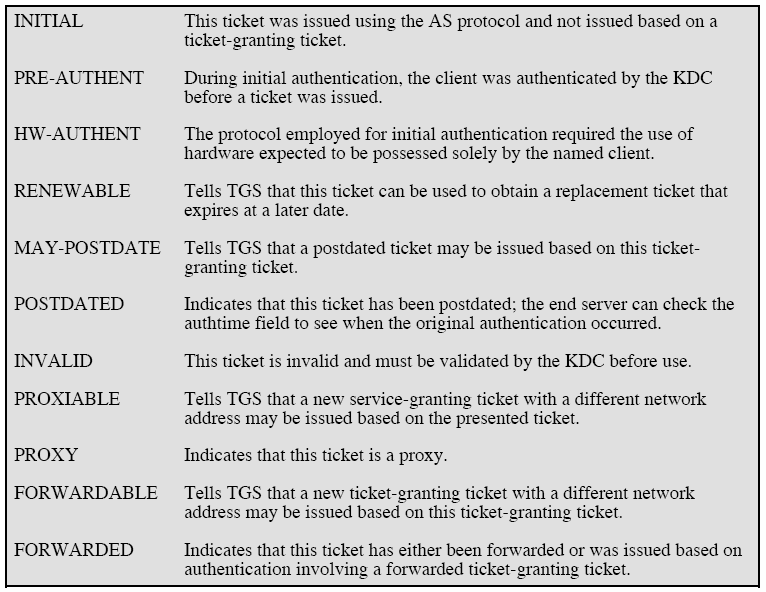 INITIAL This ticket was issued using the AS protocol and not issued based on a
ticket-granting ticket.
PRE-AUTHENT During initial authentication, the client was authenticated by the KDC
before a ticket was issued.
HW-AUTHENT The protocol employed for initial authentication required the use of
hardware expected to be possessed solely by the named client.
RENEWABLE Tells TGS that this ticket can be used to obtain a replacement ticket that
expires at a later date.
MAY-POSTDATE Tells TGS that a postdated ticket may be issued based on this ticket-
granting ticket.
POSTDATED Indicates that this ticket has been postdated; the end server can check the
authtime field to see when the original authentication occurred.
INVALID This ticket is invalid and must be validated by the KDC before use.
PROXIABLE Tells TGS that a new service-granting ticket with a different network
address may be issued based on the presented ticket.
PROXY Indicates that this ticket is a proxy.
FORWARDABLE Tells TGS that a new ticket-granting ticket with a different network
address may be issued based on this ticket-granting ticket.
FORWARDED Indicates that this ticket has either been forwarded or was issued based on
authentication involving a forwarded ticket-granting ticket.